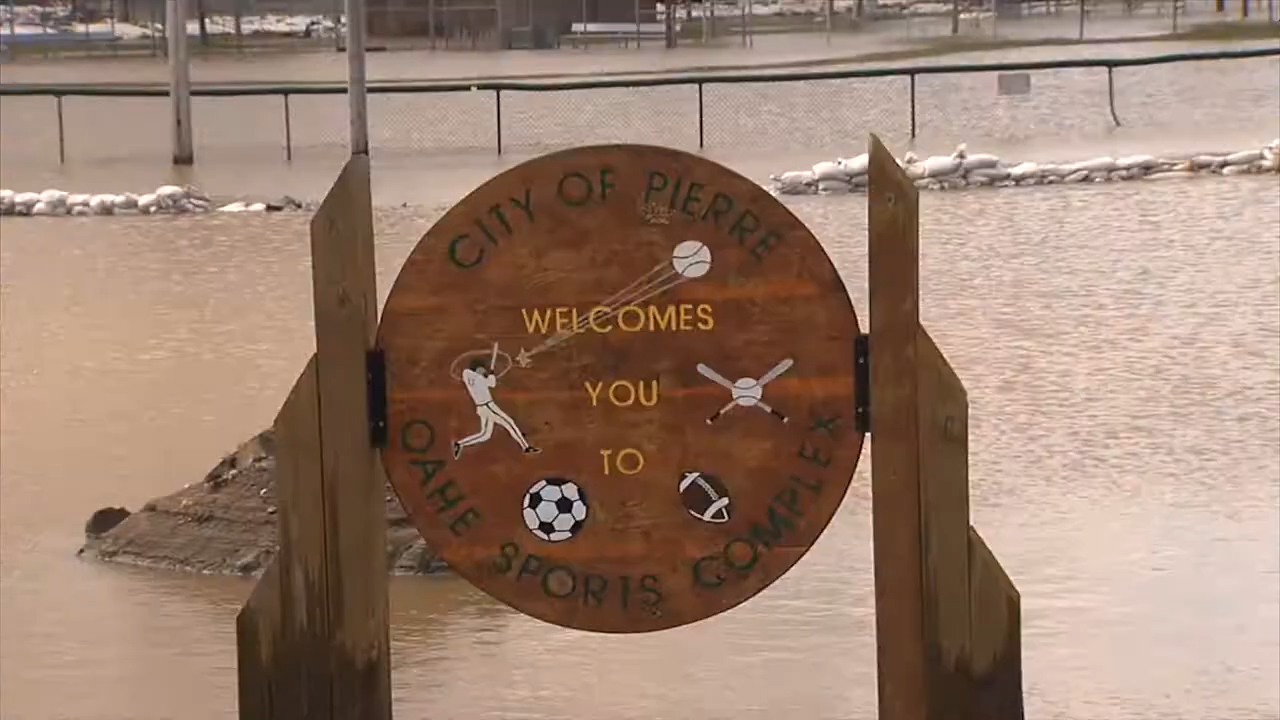 CITY OF PIERRE
WELCOMES
YOU
TO
OAHE SPORTS COMPLEX